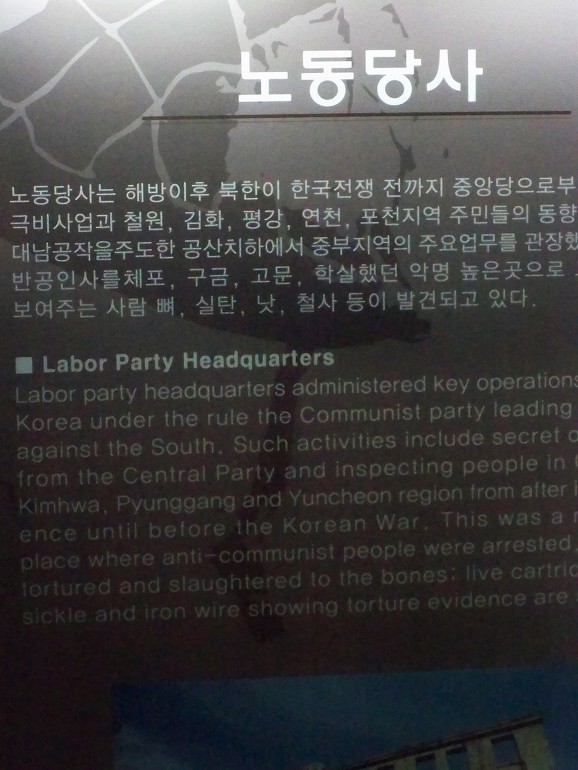 노동당사
노동당사는 해방이후 북한이 한국전쟁 전까지 중앙당으로부
극비사업과 철원, 김화, 평강, 연천, 포천지역 주민들의 동향
대남공작을주도한 공산치하에서 중부지역의 주요업무를 관장했
반공인사를체포, 구금, 고문, 학살했던 악명 높은곳으로
보여주는 사람 뼈, 실탄, 낫, 철사 등이 발견되고 있다.
■ Labor Party Headquarters
Labor party headquarters administered key operations
Korea under the rule the Communist party leading
against the South. Such activities include secret
from the Central Party and inspecting people in
Kimhwa, Pyunggang and Yuncheon region from after
ence until before the Korean War. This was a
place where anti-communist people were arrested,
tortured and slaughtered to the bones: live cartrid
sickle and iron wire showing torture evidence are